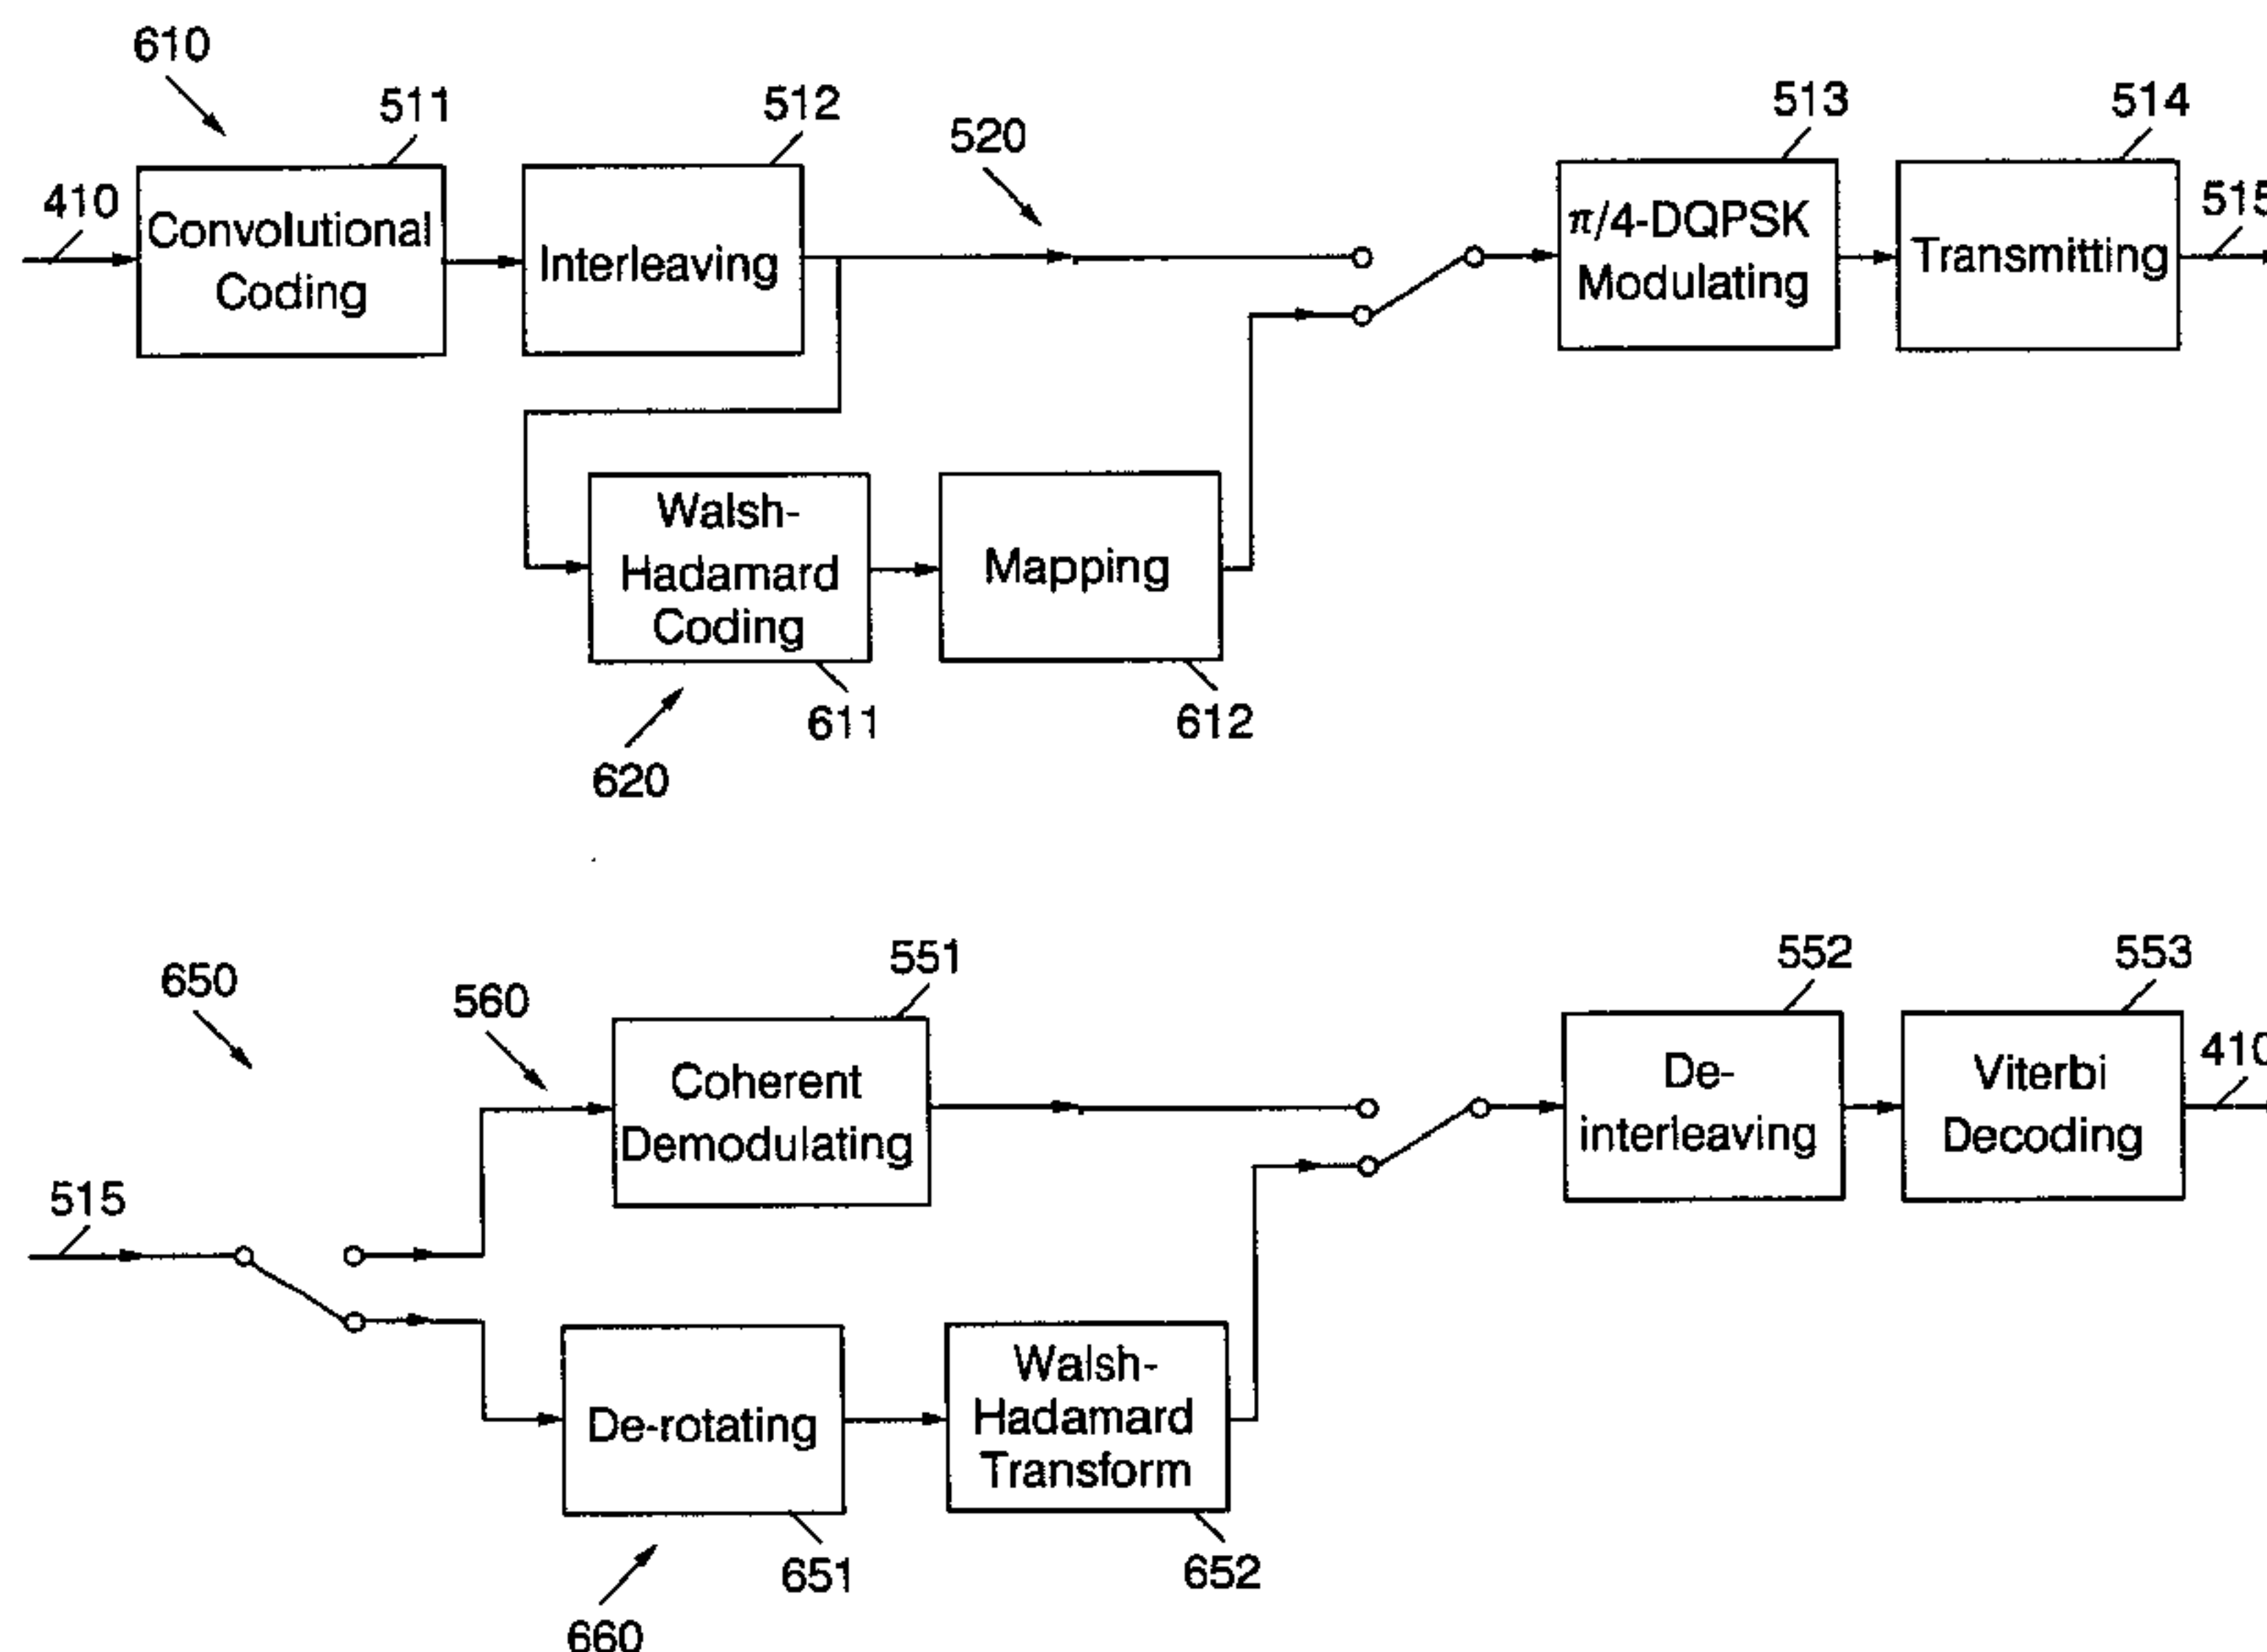 610
511
512
520
513
514
410
515
Convolutional
Coding
Interleaving
π/4-DQPSK
Modulating
Transmitting
Walsh-
Hadamard
Coding
Mapping
611
612
620
650
560
551
552
553
410
515
Coherent
Demodulating
De-
interleaving
Viterbi
Decoding
De-rotating
Walsh-
Hadamard
Transform
651
652
660